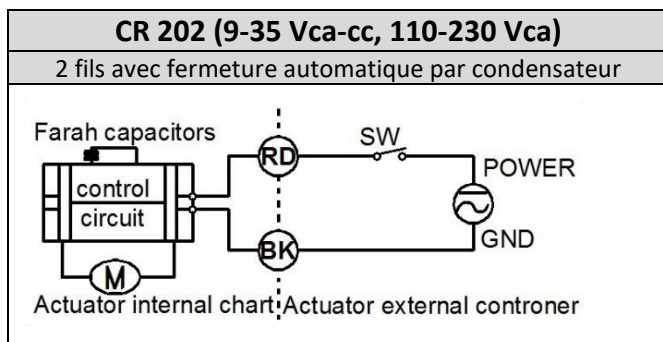 CR 202 (9-35 Vca-cc, 110-230 Vca)
2 fils avec fermeture automatique par condensateur
Farah capacitors
control
circuit
M
RD
BK
SW
POWER
GND
Actuator internal chart
Actuator external controner